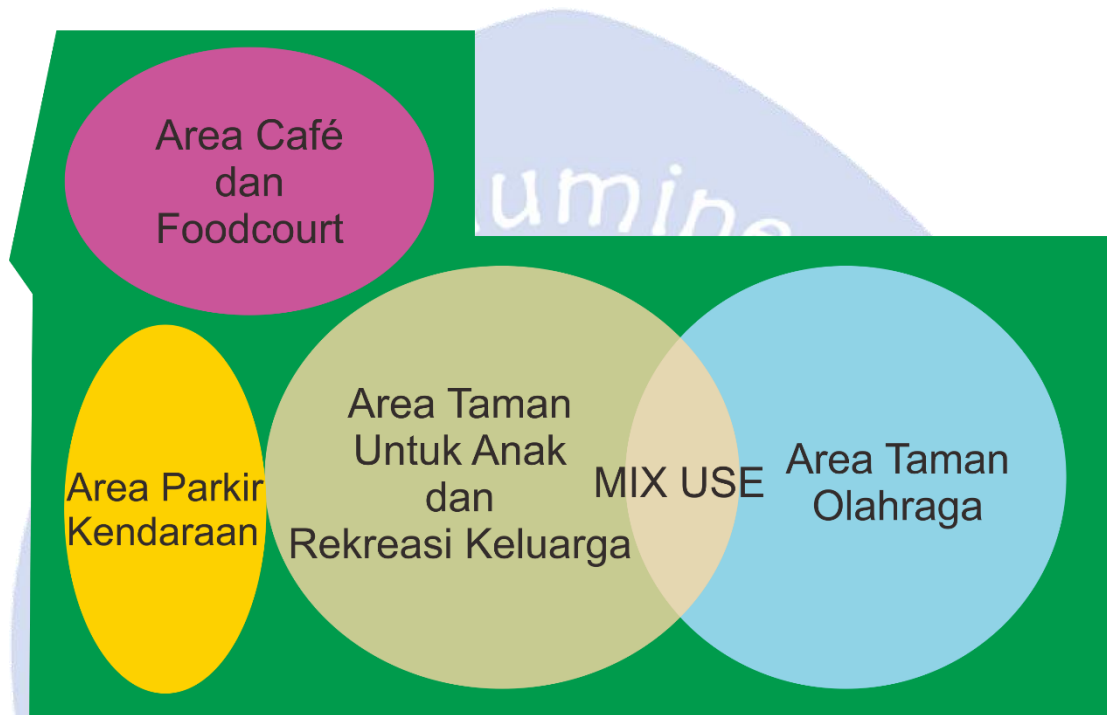 Area Café
dan
Foodcourt
umine
Area Parkir
Kendaraan
Area Taman
Untuk Anak
dan
Rekreasi Keluarga
MIX USE
Area Taman
Olahraga